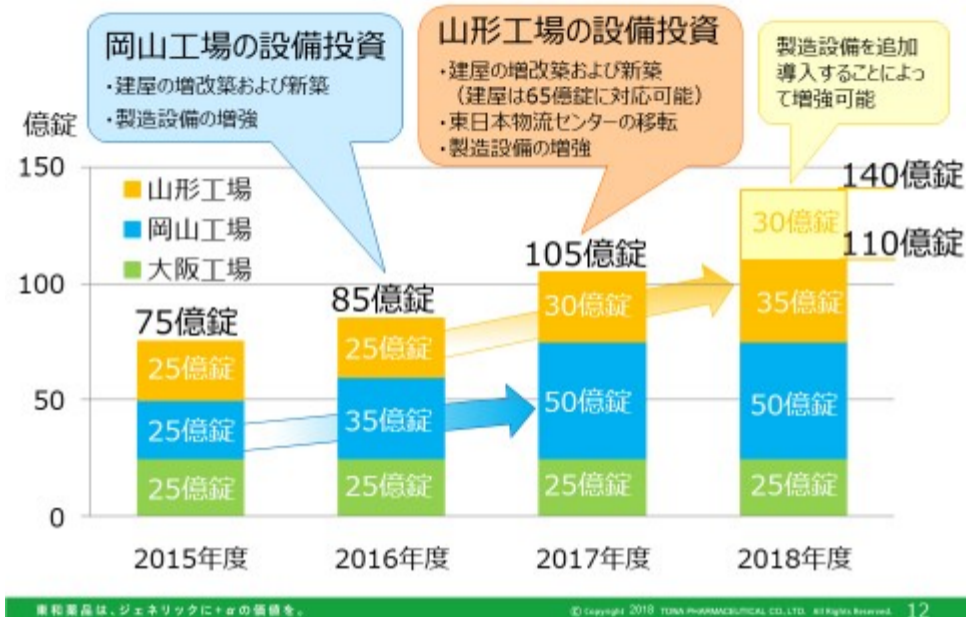 岡山工場の設備投資
・建屋の増改築および新築
・製造設備の増強
山形工場の設備投資
・建屋の増改築および新築
（建屋は65億錠に対応可能）
・東日本物流センターの移転
・製造設備の増強
製造設備を追加
導入することによっ
て増強可能
億錠
150
100
50
0
山形工場
岡山工場
大阪工場
75億錠
25億錠
25億錠
25億錠
85億錠
25億錠
35億錠
25億錠
105億錠
30億錠
50億錠
25億錠
140億錠
30億錠
110億錠
35億錠
50億錠
25億錠
2015年度
2016年度
2017年度
2018年度
東和薬品は、ジェネリックに+αの価値を。
© Copyright 2018 TOWA PHARMACEUTICAL CO., LTD. All Rights Reserved.
12